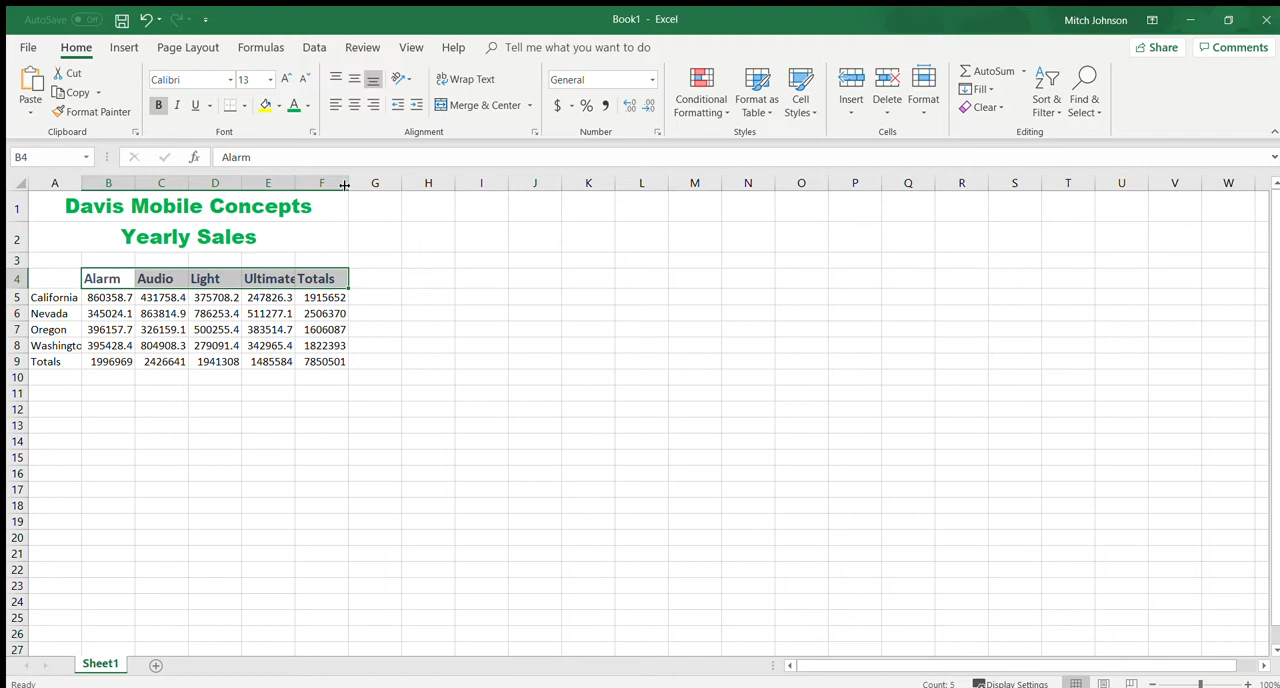 AutoSave Off Book1 - Excel Mitch Johnson
File Home Insert Page Layout Formulas Data Review View Help Tell me what you want to do Share Comments
Paste Cut Copy Format Painter Clipboard
Calibri 13 A A B I U A Font
Wrap Text Merge & Center Alignment
General $ % , Number
Conditional Formatting Format as Table Cell Styles Styles
Insert Delete Format Cells
AutoSum Fill Clear Sort & Filter Find & Select Editing
B4 fx Alarm
A B C D E F G H I J K L M N O P Q R S T U V W
1 Davis Mobile Concepts
2 Yearly Sales
3
4 Alarm Audio Light Ultimate Totals
5 California 860358.7 431758.4 375708.2 247826.3 1915652
6 Nevada 345024.1 863814.9 786253.4 511277.1 2506370
7 Oregon 396157.7 326159.1 500255.4 383514.7 1606087
8 Washingto 395428.4 804908.3 279091.4 342965.4 1822393
9 Totals 1996969 2426641 1941308 1485584 7850501
10
11
12
13
14
15
16
17
18
19
20
21
22
23
24
25
26
27
Sheet1
Ready Count: 5 Display Settings 100%